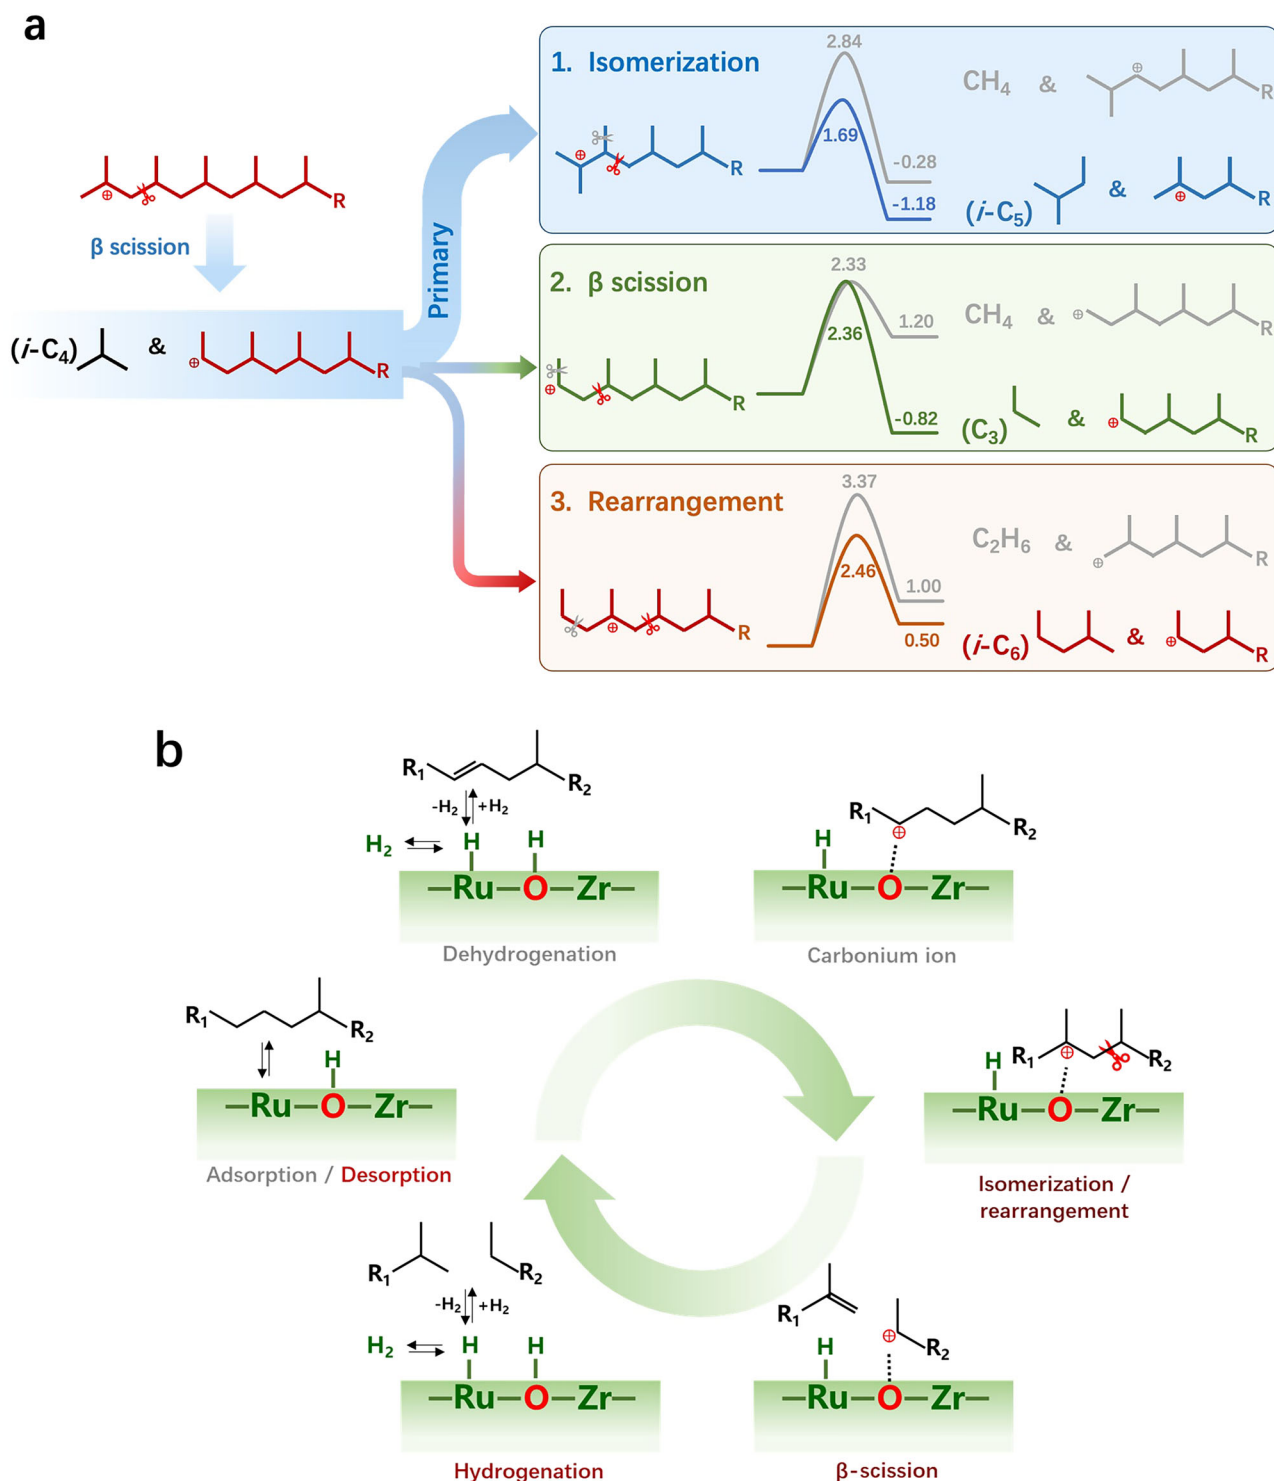 a
β scission
R
(i-C₄)
&
⊕
R
Primary
1. Isomerization
2.84
1.69
-0.28
-1.18
R
CH₄ & R
(i-C₅) & R
2. β scission
2.33
2.36
1.20
-0.82
R
CH₄ & R
(C₃) & R
3. Rearrangement
3.37
2.46
1.00
0.50
R
C₂H₆ & R
(i-C₆) & R
b
R₁ R₂
-H₂ +H₂
H₂ H H
Ru O Zr
Dehydrogenation
R₁ R₂
H
Ru O Zr
Carbonium ion
R₁ R₂
H
Ru O Zr
Adsorption / Desorption
R₁ R₂
H
Ru O Zr
Isomerization /
rearrangement
R₁ R₂
-H₂ +H₂
H₂ H H
Ru O Zr
Hydrogenation
R₁
R₂
H
Ru O Zr
β-scission